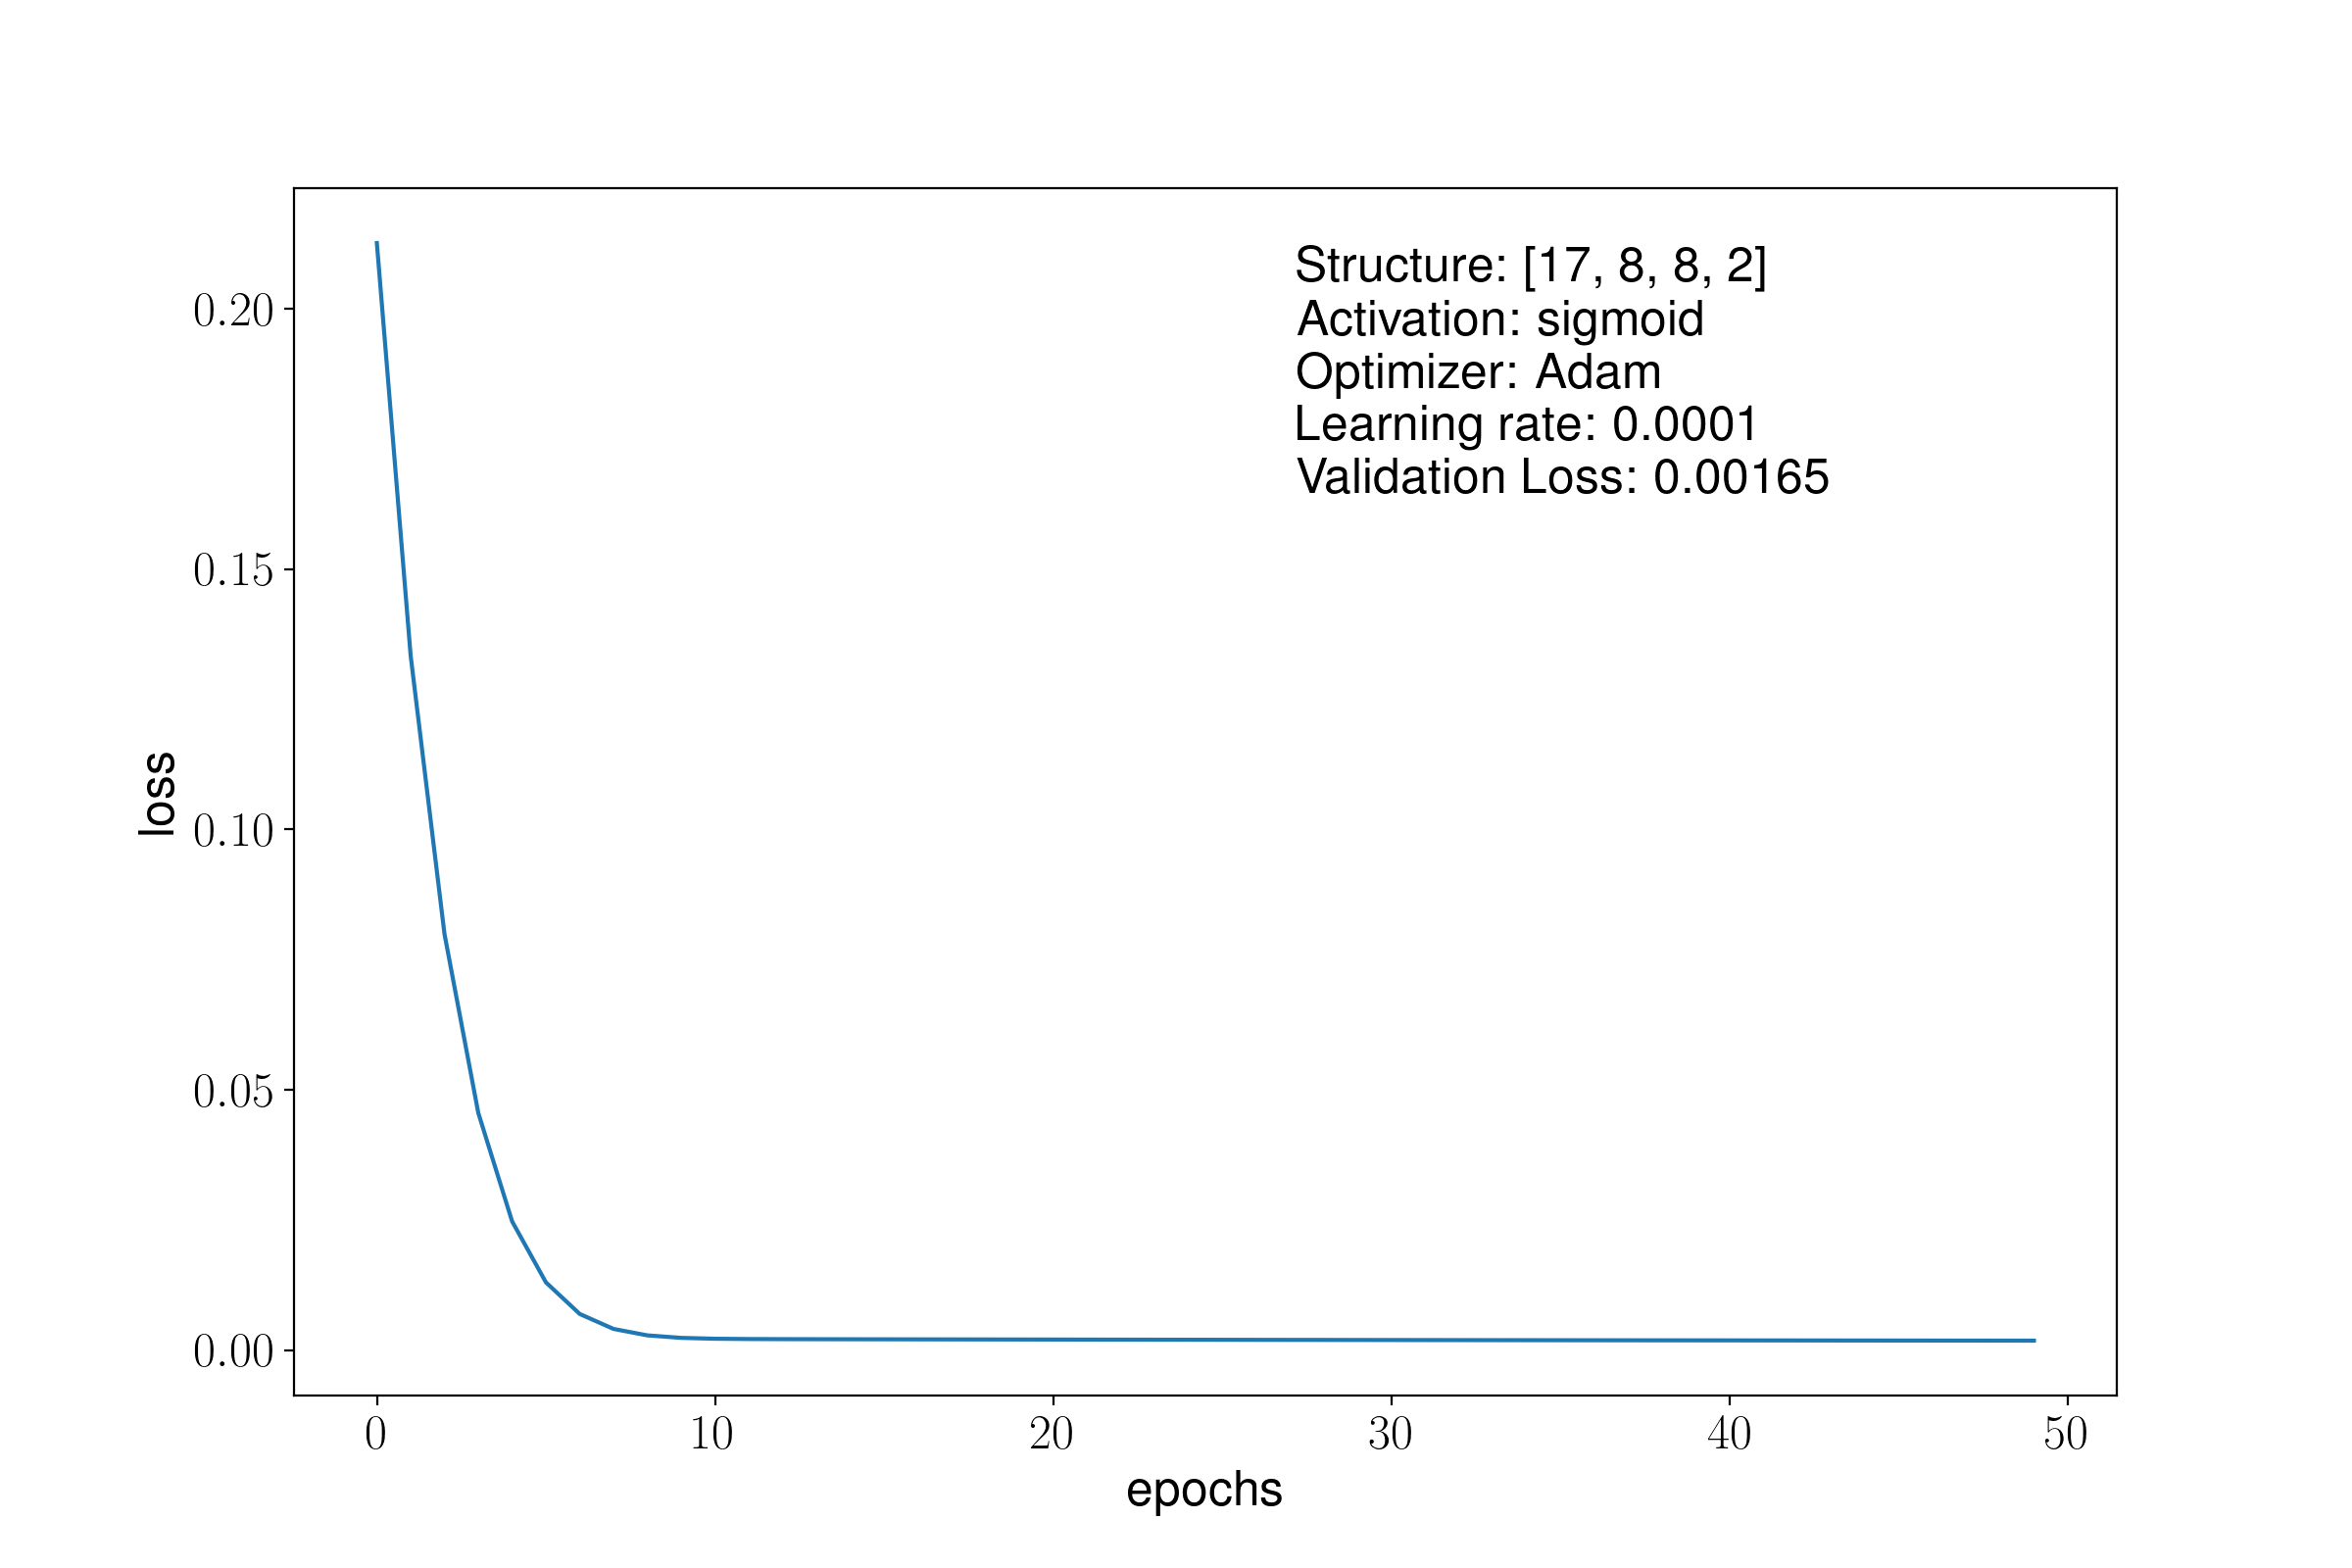 Structure: [17, 8, 8, 2]
Activation: sigmoid
Optimizer: Adam
Learning rate: 0.0001
Validation Loss: 0.00165
0.20
0.15
0.10
0.05
0.00
loss
0 10 20 30 40 50
epochs